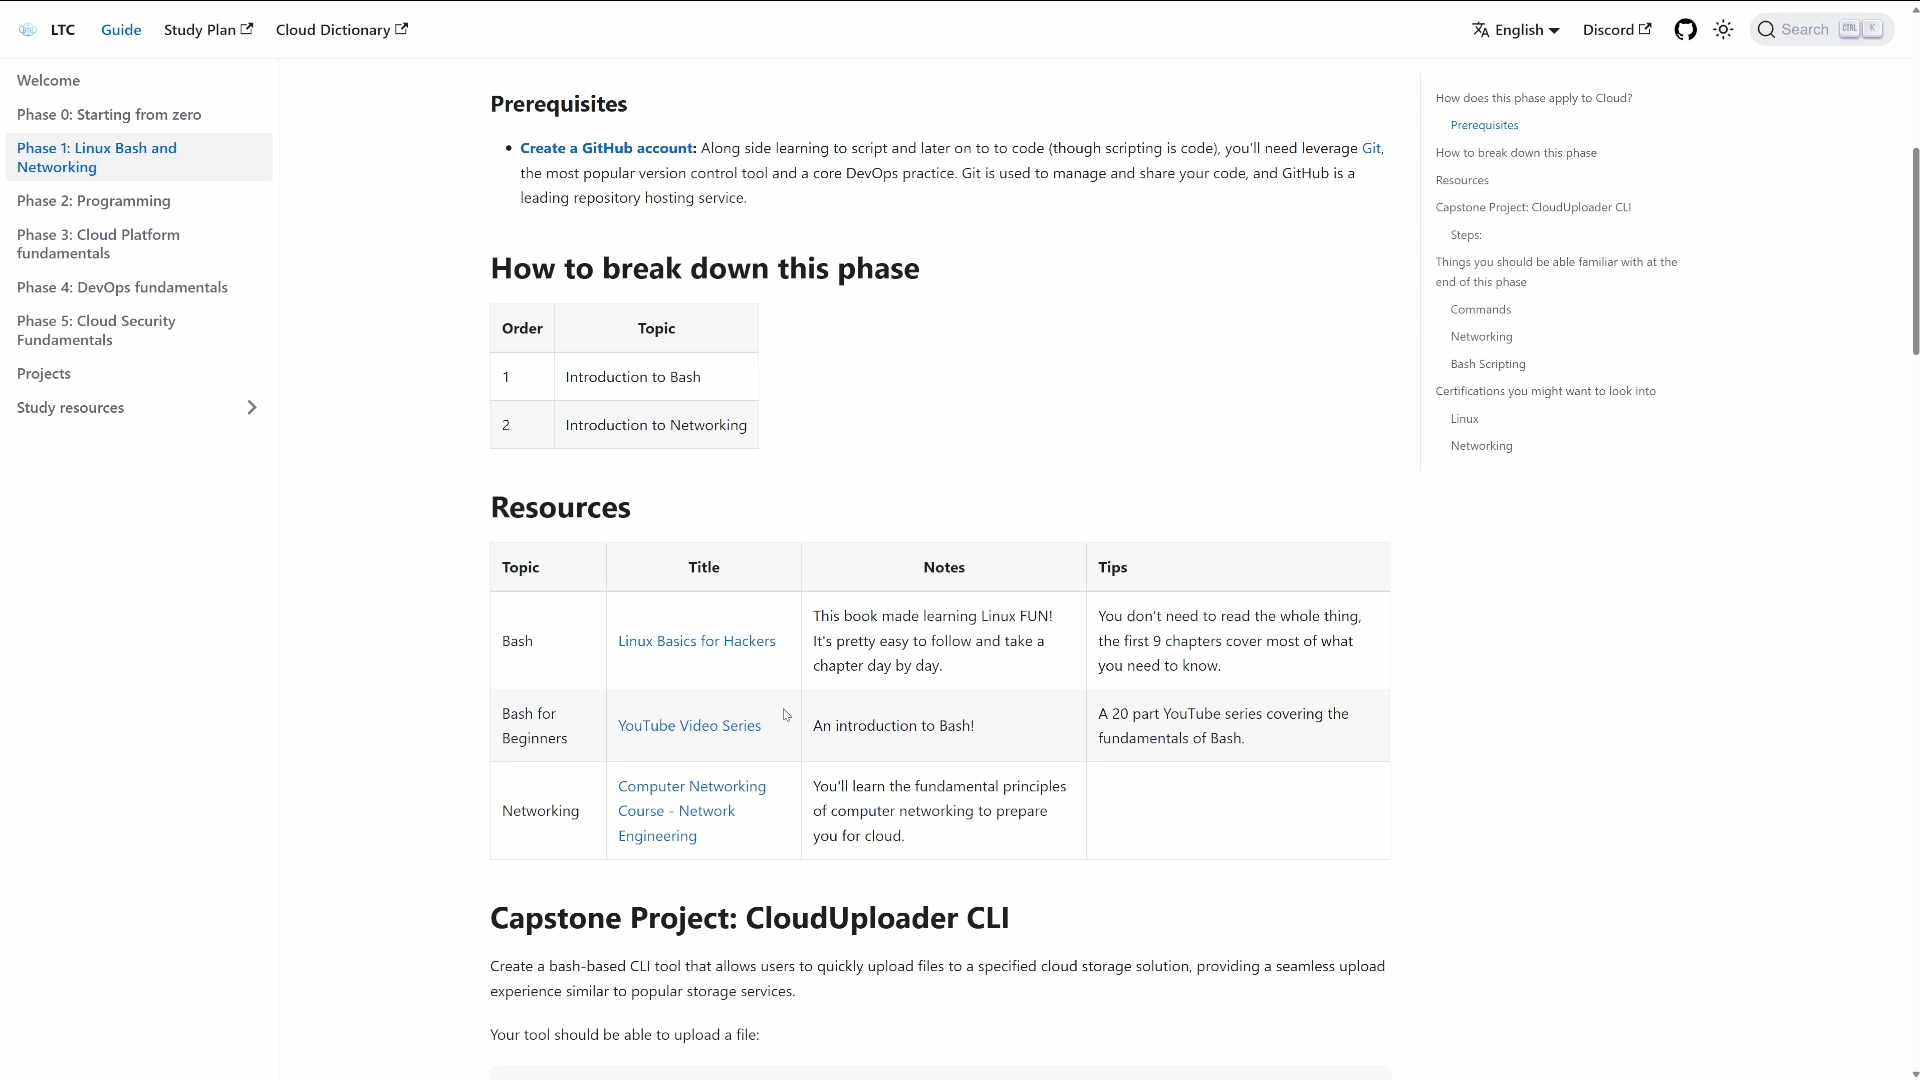 LTC Guide Study Plan Cloud Dictionary English Discord Search CTRL K
Welcome
Phase 0: Starting from zero
Phase 1: Linux Bash and
Networking
Phase 2: Programming
Phase 3: Cloud Platform
fundamentals
Phase 4: DevOps fundamentals
Phase 5: Cloud Security
Fundamentals
Projects
Study resources
Prerequisites
Create a GitHub account: Along side learning to script and later on to to code (though scripting is code), you'll need leverage Git,
the most popular version control tool and a core DevOps practice. Git is used to manage and share your code, and GitHub is a
leading repository hosting service.
How to break down this phase
Order Topic
1 Introduction to Bash
2 Introduction to Networking
Resources
Topic Title Notes Tips
Bash
Linux Basics for Hackers
This book made learning Linux FUN!
It's pretty easy to follow and take a
chapter day by day.
You don't need to read the whole thing,
the first 9 chapters cover most of what
you need to know.
Bash for
Beginners
YouTube Video Series
An introduction to Bash!
A 20 part YouTube series covering the
fundamentals of Bash.
Networking
Computer Networking
Course - Network
Engineering
You'll learn the fundamental principles
of computer networking to prepare
you for cloud.
Capstone Project: CloudUploader CLI
Create a bash-based CLI tool that allows users to quickly upload files to a specified cloud storage solution, providing a seamless upload
experience similar to popular storage services.
Your tool should be able to upload a file:
How does this phase apply to Cloud?
Prerequisites
How to break down this phase
Resources
Capstone Project: CloudUploader CLI
Steps:
Things you should be able familiar with at the
end of this phase
Commands
Networking
Bash Scripting
Certifications you might want to look into
Linux
Networking